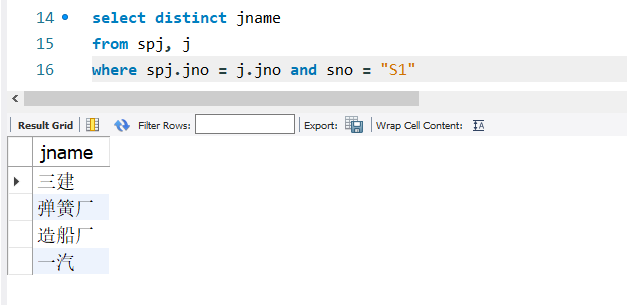 14 select distinct jname
15 from spj, j
16 where spj.jno = j.jno and sno = "S1"
Result Grid Filter Rows: Export: Wrap Cell Content:
jname
三建
弹簧厂
造船厂
一汽